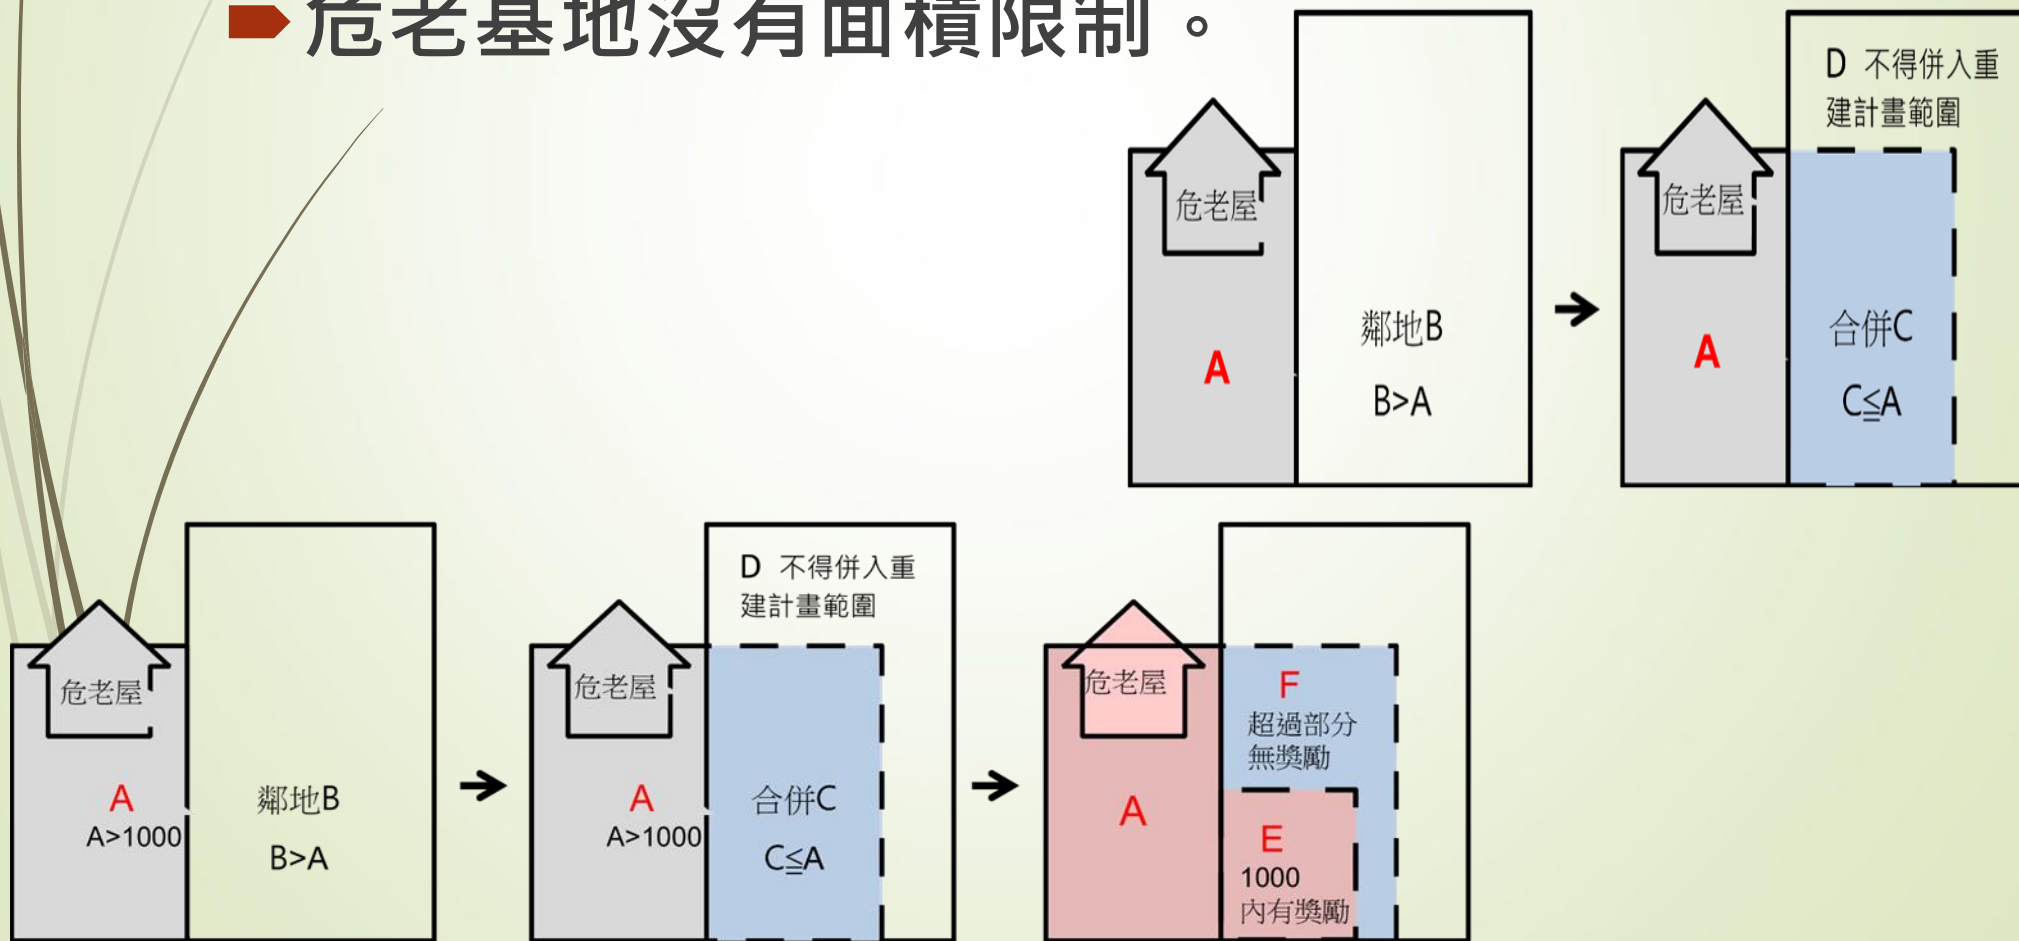 危老基地沒有面積限制。
危老屋
A
鄰地B
B>A
D 不得併入重
建計畫範圍
危老屋
A
合併C
C≦A
危老屋
A
A>1000
鄰地B
B>A
D 不得併入重
建計畫範圍
危老屋
A
A>1000
合併C
C≦A
危老屋
A
F
超過部分
無獎勵
E
1000
內有獎勵